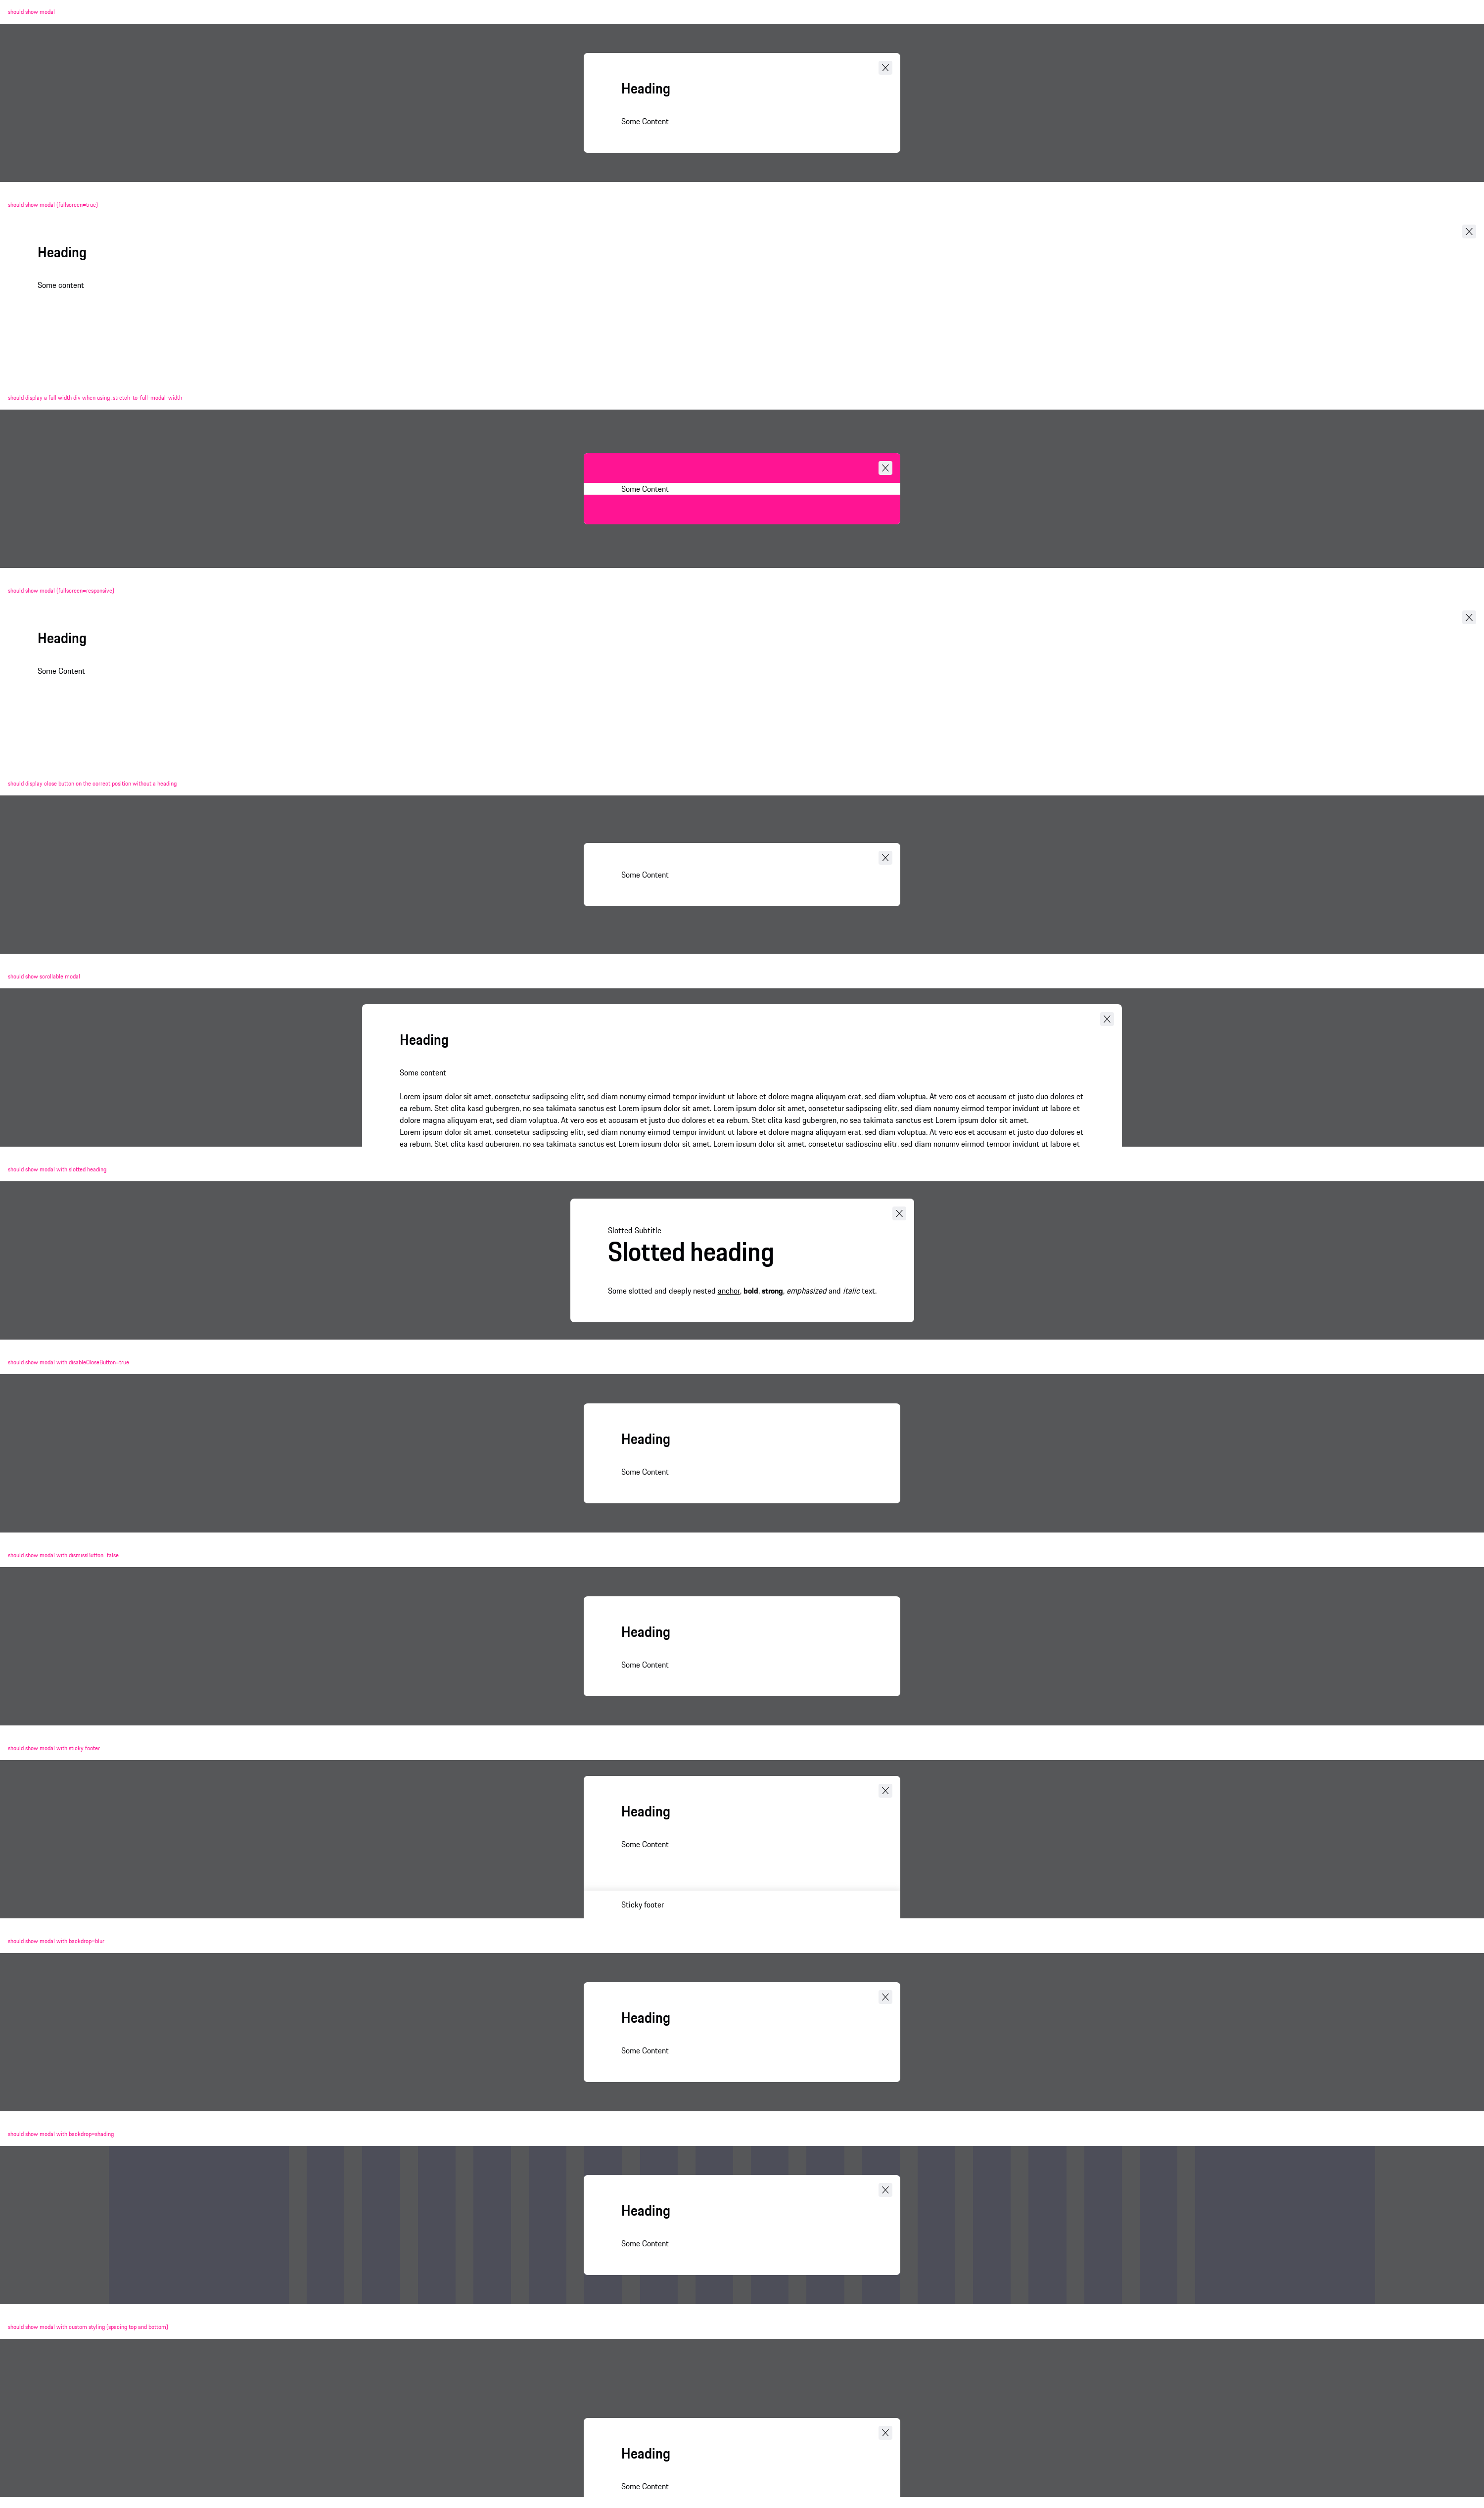 should show modal
Heading
Some Content
should show modal (fullscreen=true)
Heading
Some content
should display a full width div when using .stretch-to-full-modal-width
Some Content
should show modal (fullscreen=responsive)
Heading
Some Content
should display close button on the correct position without a heading
Some Content
should show scrollable modal
Heading
Some content
Lorem ipsum dolor sit amet, consetetur sadipscing elitr, sed diam nonumy eirmod tempor invidunt ut labore et dolore magna aliquyam erat, sed diam voluptua. At vero eos et accusam et justo duo dolores et
ea rebum. Stet clita kasd gubergren, no sea takimata sanctus est Lorem ipsum dolor sit amet. Lorem ipsum dolor sit amet, consetetur sadipscing elitr, sed diam nonumy eirmod tempor invidunt ut labore et
dolore magna aliquyam erat, sed diam voluptua. At vero eos et accusam et justo duo dolores et ea rebum. Stet clita kasd gubergren, no sea takimata sanctus est Lorem ipsum dolor sit amet.
Lorem ipsum dolor sit amet, consetetur sadipscing elitr, sed diam nonumy eirmod tempor invidunt ut labore et dolore magna aliquyam erat, sed diam voluptua. At vero eos et accusam et justo duo dolores et
ea rebum. Stet clita kasd gubergren, no sea takimata sanctus est Lorem ipsum dolor sit amet. Lorem ipsum dolor sit amet, consetetur sadipscing elitr, sed diam nonumy eirmod tempor invidunt ut labore et
should show modal with slotted heading
Slotted Subtitle
Slotted heading
Some slotted and deeply nested anchor, bold, strong, emphasized and italic text.
should show modal with disableCloseButton=true
Heading
Some Content
should show modal with dismissButton=false
Heading
Some Content
should show modal with sticky footer
Heading
Some Content
Sticky footer
should show modal with backdrop=blur
Heading
Some Content
should show modal with backdrop=shading
Heading
Some Content
should show modal with custom styling (spacing top and bottom)
Heading
Some Content